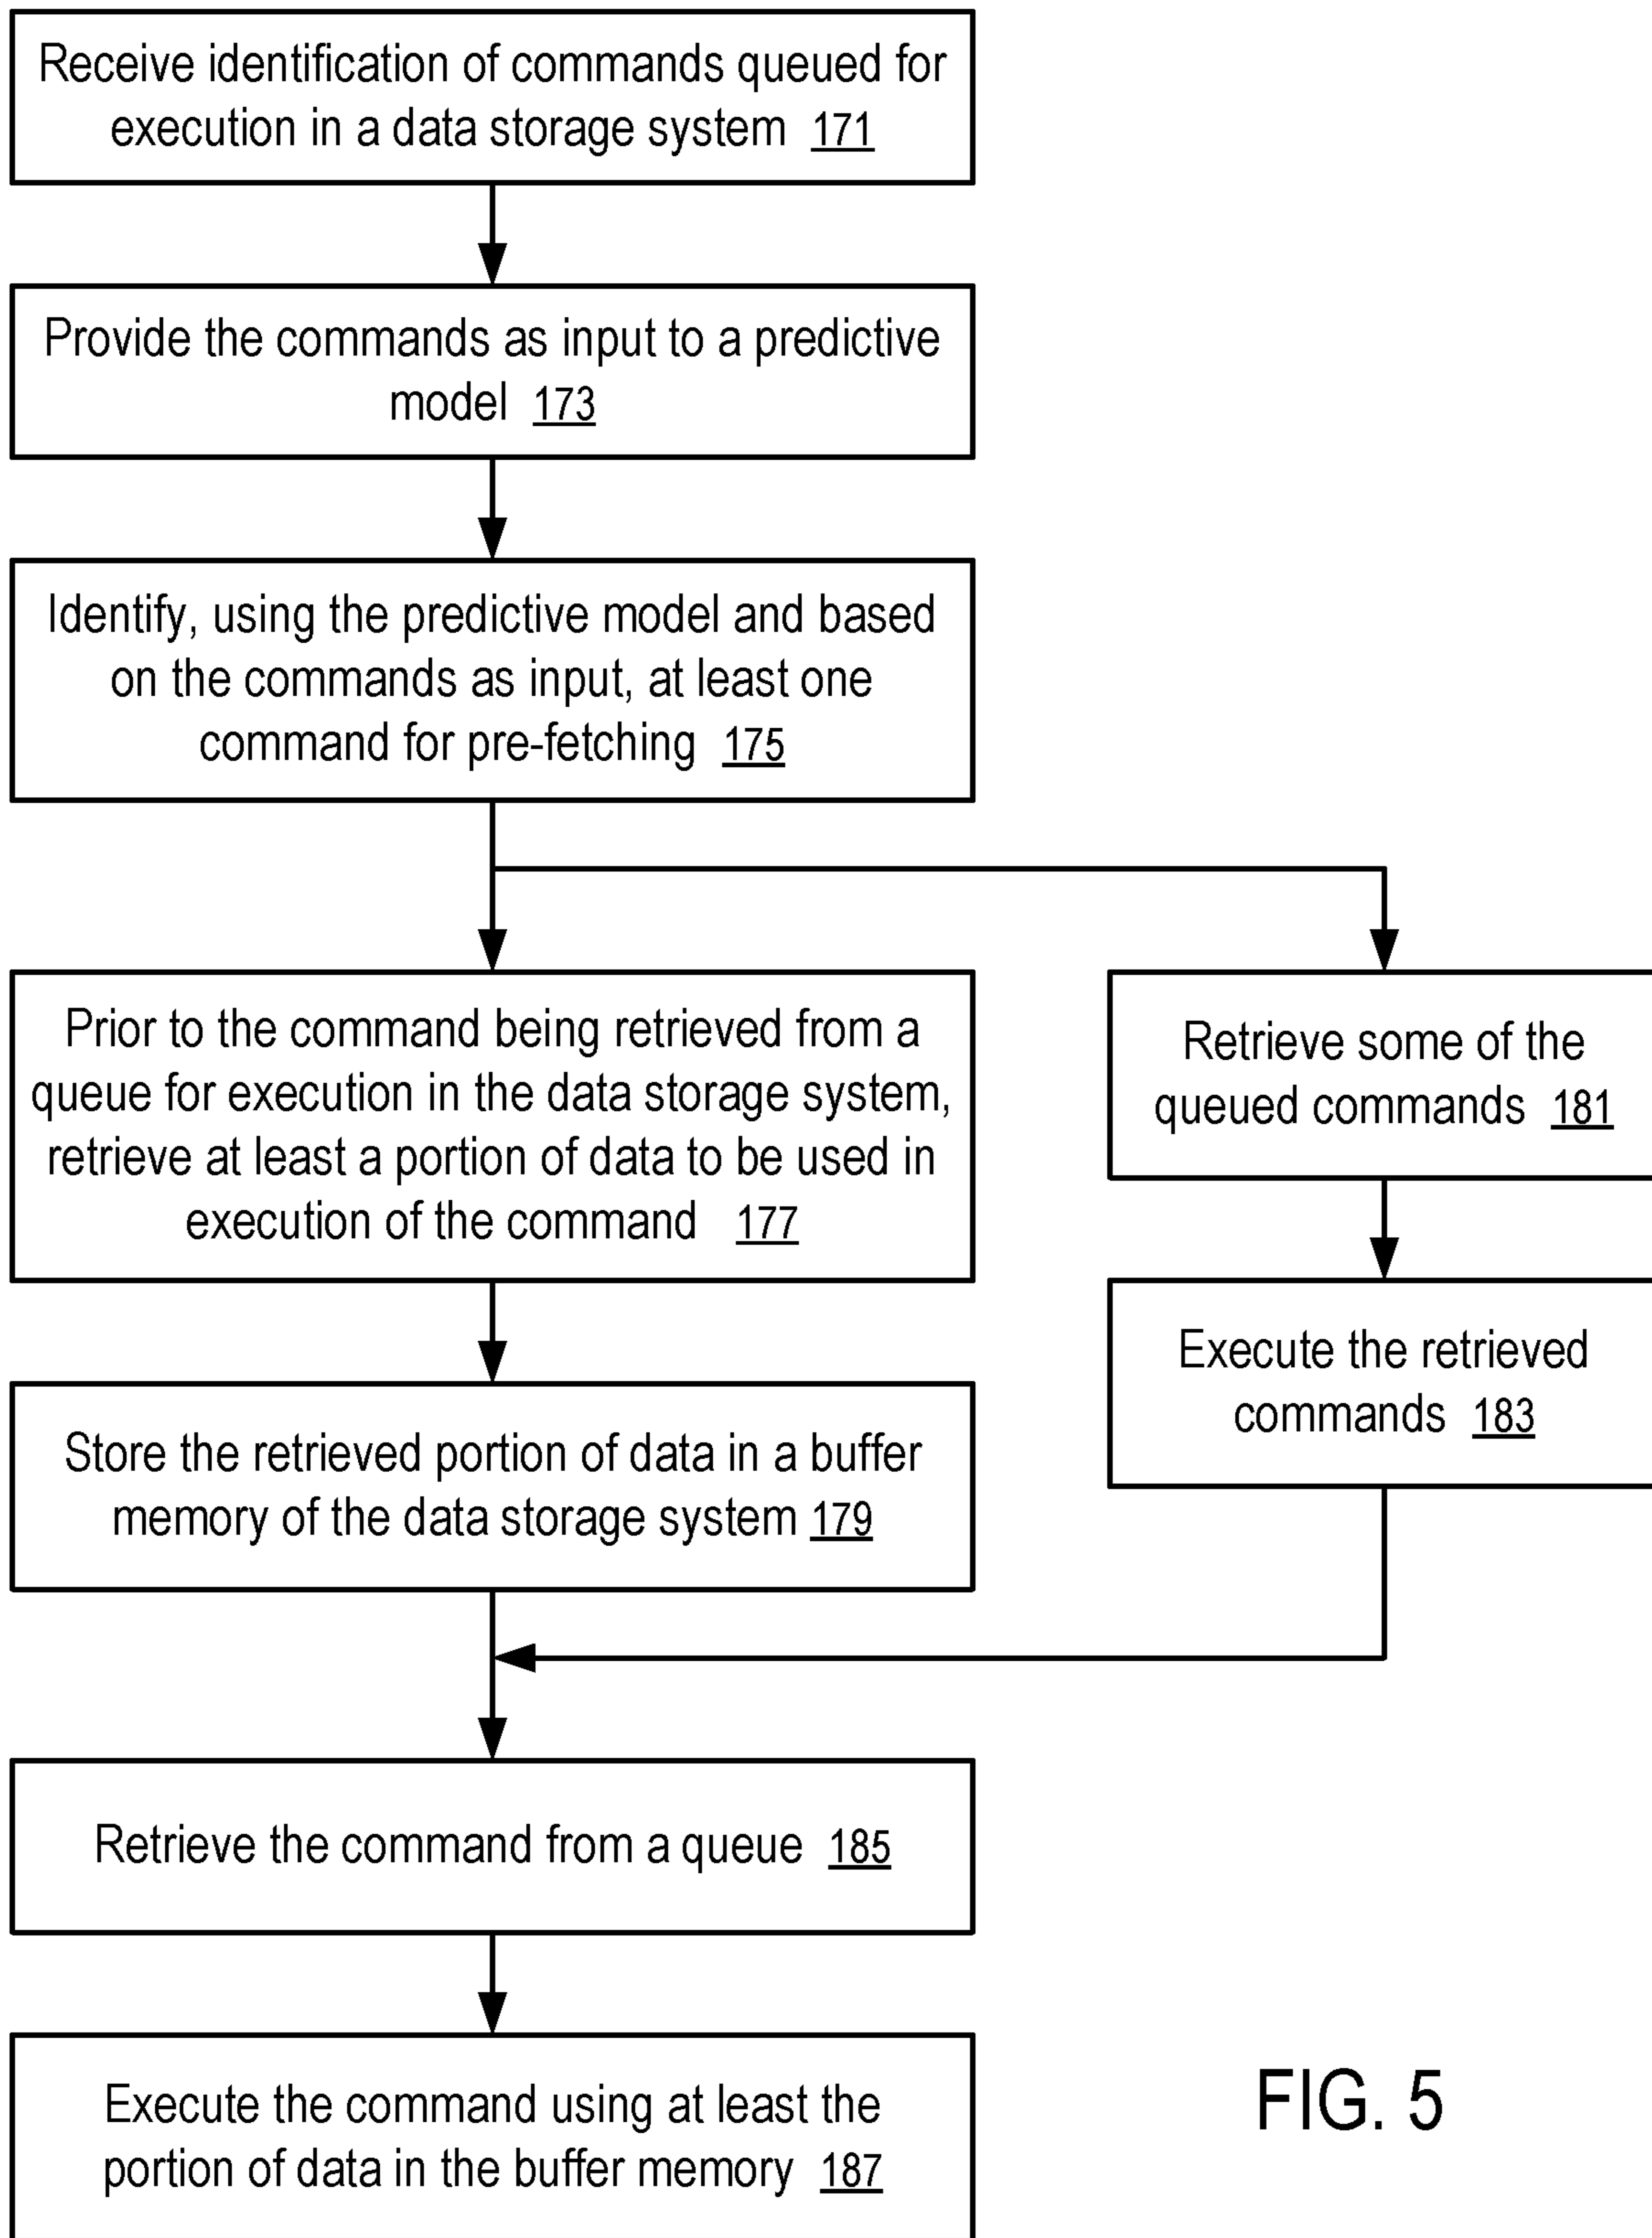 Receive identification of commands queued for
execution in a data storage system 171
Provide the commands as input to a predictive
model 173
Identify, using the predictive model and based
on the commands as input, at least one
command for pre-fetching 175
Prior to the command being retrieved from a
queue for execution in the data storage system,
retrieve at least a portion of data to be used in
execution of the command 177
Retrieve some of the
queued commands 181
Execute the retrieved
commands 183
Store the retrieved portion of data in a buffer
memory of the data storage system 179
Retrieve the command from a queue 185
Execute the command using at least the
portion of data in the buffer memory 187
FIG. 5